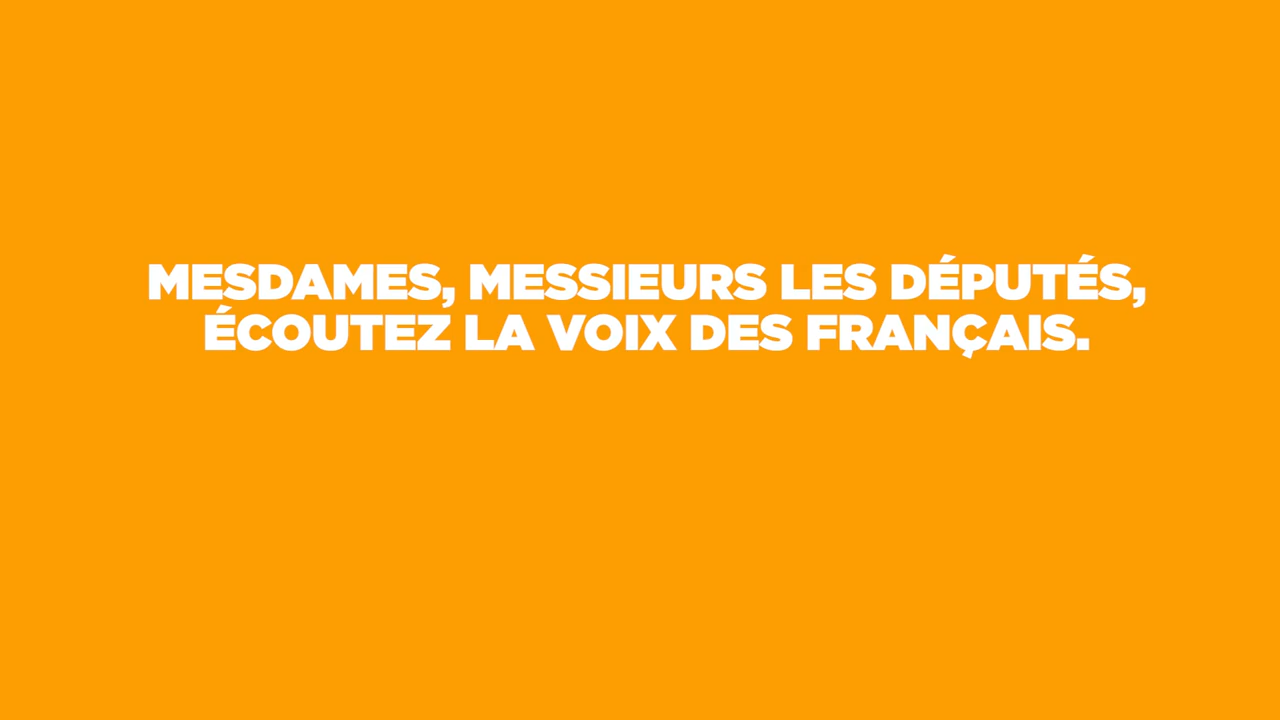 MESDAMES, MESSIEURS LES DÉPUTÉS,
ÉCOUTEZ LA VOIX DES FRANÇAIS.